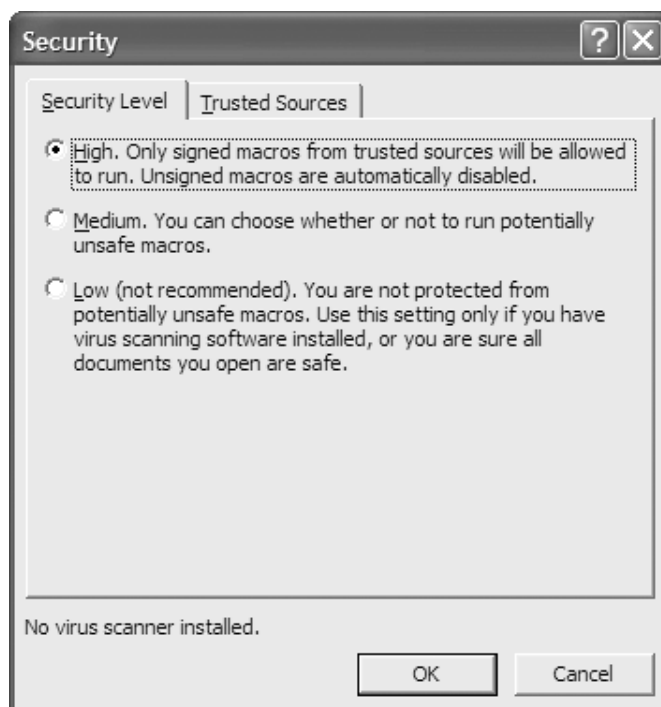 Security
Security Level Trusted Sources
High. Only signed macros from trusted sources will be allowed
to run. Unsigned macros are automatically disabled.
Medium. You can choose whether or not to run potentially
unsafe macros.
Low (not recommended). You are not protected from
potentially unsafe macros. Use this setting only if you have
virus scanning software installed, or you are sure all
documents you open are safe.
No virus scanner installed.
OK Cancel